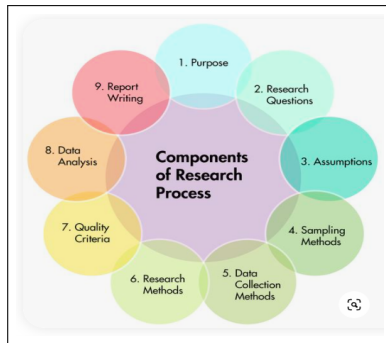 Components
of Research
Process
1. Purpose
2. Research
Questions
3. Assumptions
4. Sampling
Methods
5. Data
Collection
Methods
6. Research
Methods
7. Quality
Criteria
8. Data
Analysis
9. Report
Writing